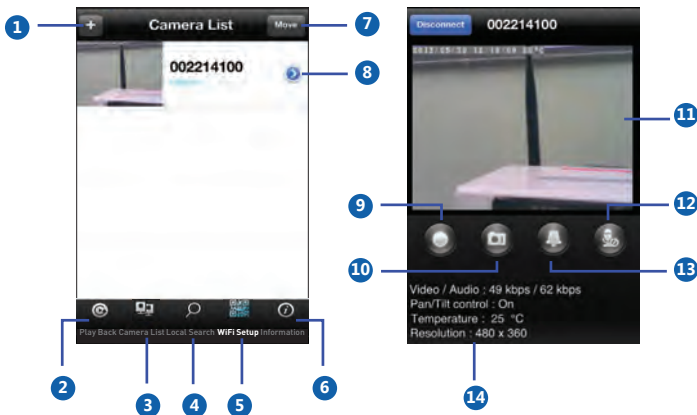 + Camera List Move
1
7
002214100
8
Play Back Camera List Local Search WiFi Setup Information
2
3
4
5
6
Disconnect 002214100
11
9
12
10
13
Video / Audio : 49 kbps / 62 kbps
Pan/Tilt control : On
Temperature : 25 °C
Resolution : 480 x 360
14